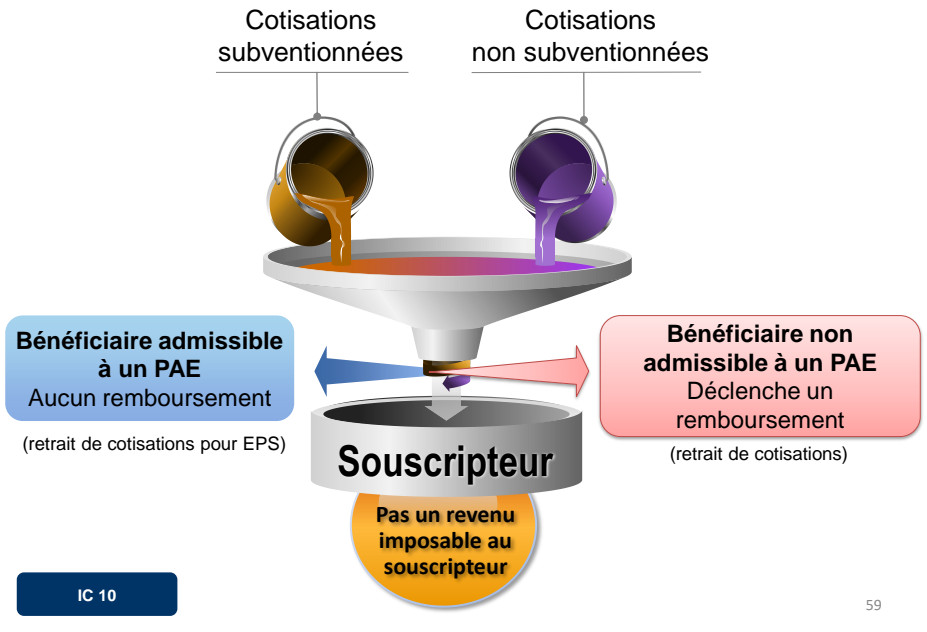 Cotisations
subventionnées
Cotisations
non subventionnées
Bénéficiaire admissible
à un PAE
Aucun remboursement
(retrait de cotisations pour EPS)
Bénéficiaire non
admissible à un PAE
Déclenche un
remboursement
(retrait de cotisations)
Souscripteur
Pas un revenu
imposable au
souscripteur
IC 10
59